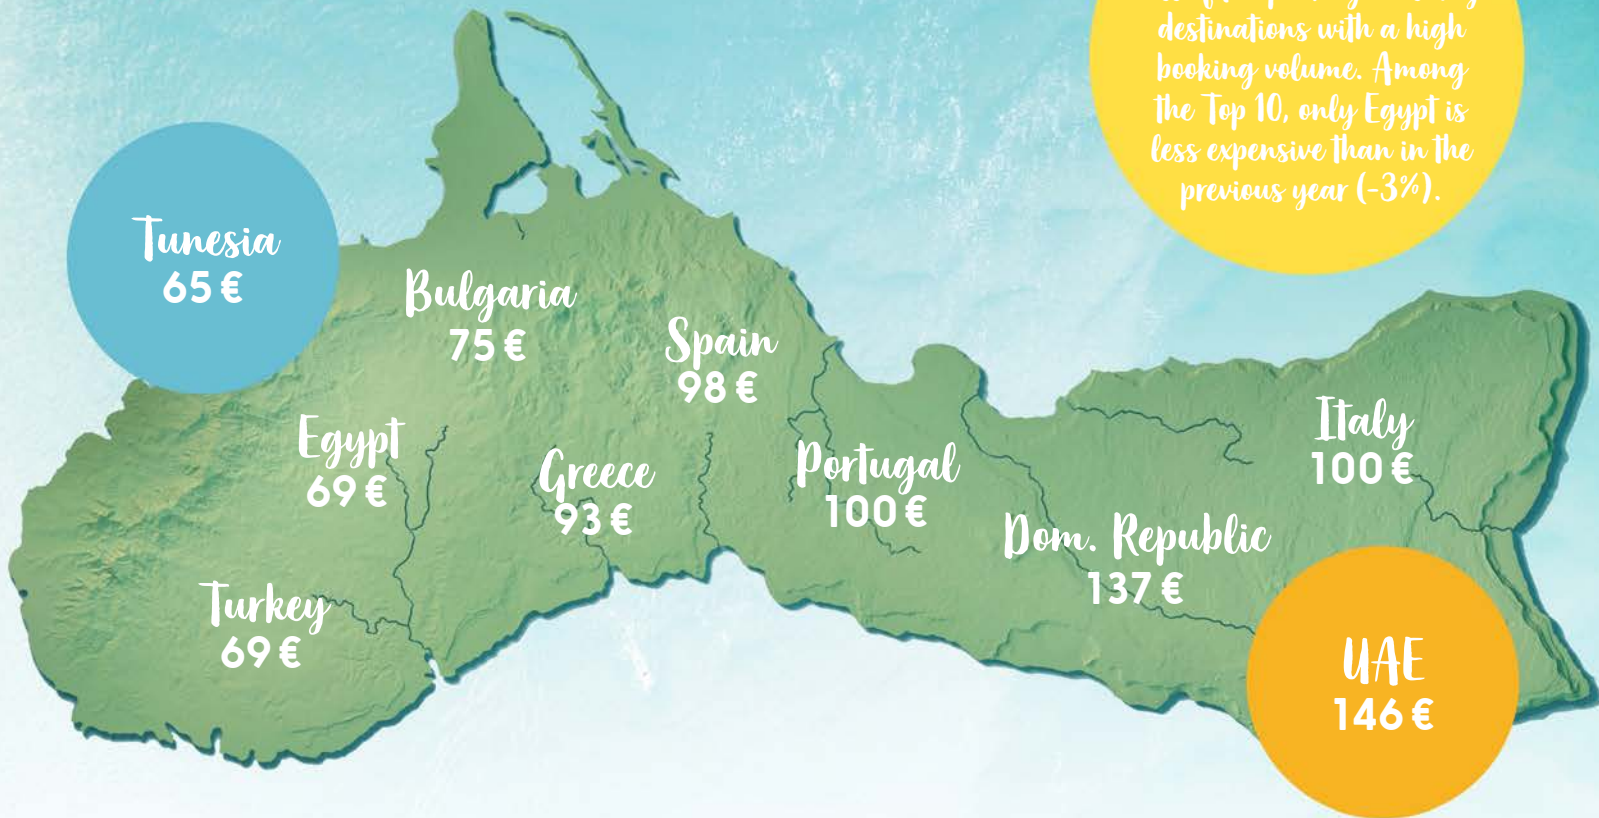 destinations with a high
booking volume. Among
the Top 10, only Egypt is
less expensive than in the
previous year (-3%).
Tunesia
65 €
Bulgaria
75 €
Spain
98 €
Egypt
69 €
Greece
93 €
Portugal
100 €
Italy
100 €
Dom. Republic
137 €
Turkey
69 €
UAE
146 €